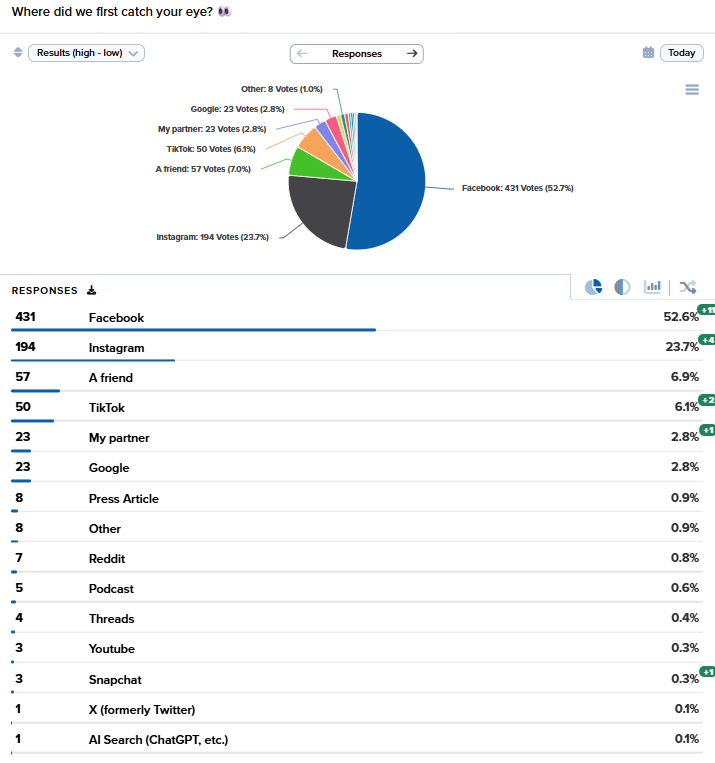 Where did we first catch your eye? 👀
Results (high - low)
Responses
Today
Other: 8 Votes (1.0%)
Google: 23 Votes (2.8%)
My partner: 23 Votes (2.8%)
TikTok: 50 Votes (6.1%)
A friend: 57 Votes (7.0%)
Facebook: 431 Votes (52.7%)
Instagram: 194 Votes (23.7%)
RESPONSES
431 Facebook 52.6%
194 Instagram 23.7% +4
57 A friend 6.9%
50 TikTok 6.1% +2
23 My partner 2.8% +1
23 Google 2.8%
8 Press Article 0.9%
8 Other 0.9%
7 Reddit 0.8%
5 Podcast 0.6%
4 Threads 0.4%
3 Youtube 0.3%
3 Snapchat 0.3% +1
1 X (formerly Twitter) 0.1%
1 AI Search (ChatGPT, etc.) 0.1%